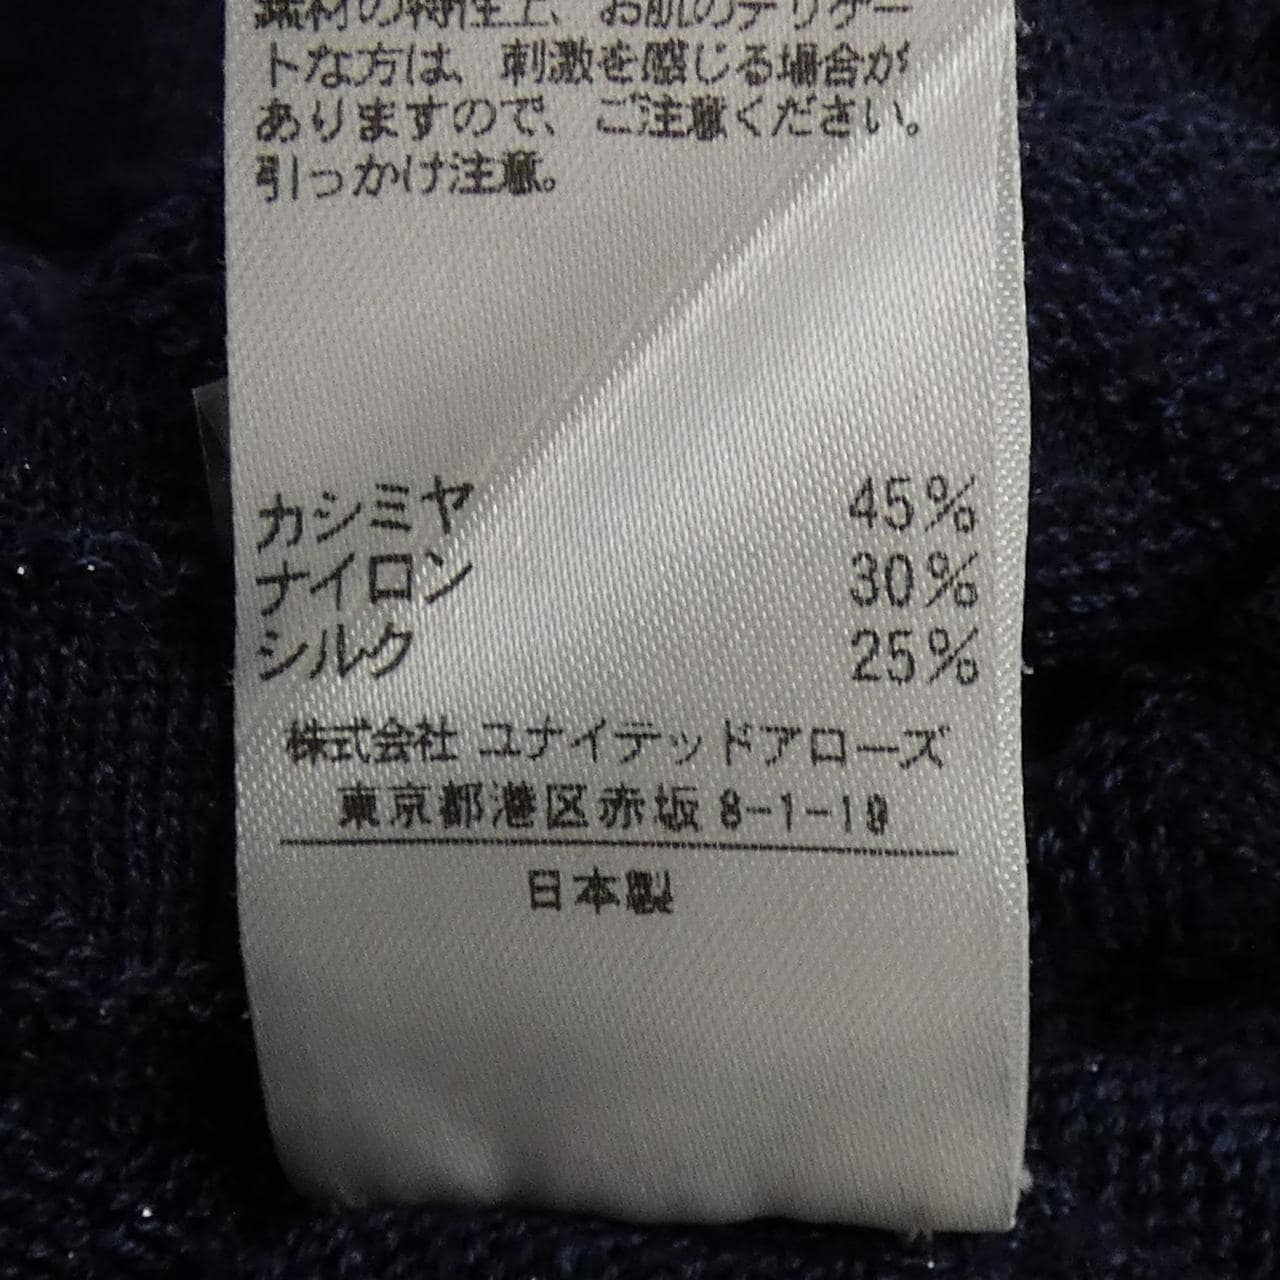 素材の特性上、お肌のデリケー
トな方は、刺激を感じる場合が
ありますので、ご注意ください。
引っかけ注意。
カシミヤ 45%
ナイロン 30%
シルク 25%
株式会社 ユナイテッドアローズ
東京都港区赤坂 8-1-19
日本製